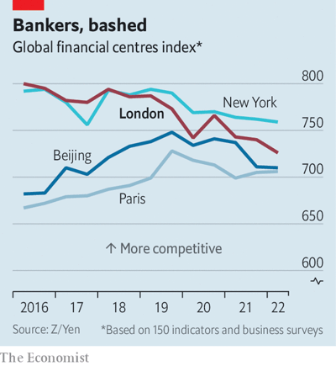 Bankers, bashed
Global financial centres index*
800
New York
London
750
Beijing
700
Paris
650
↑ More competitive
600
2016 17 18 19 20 21 22
Source: Z/Yen *Based on 150 indicators and business surveys
The Economist